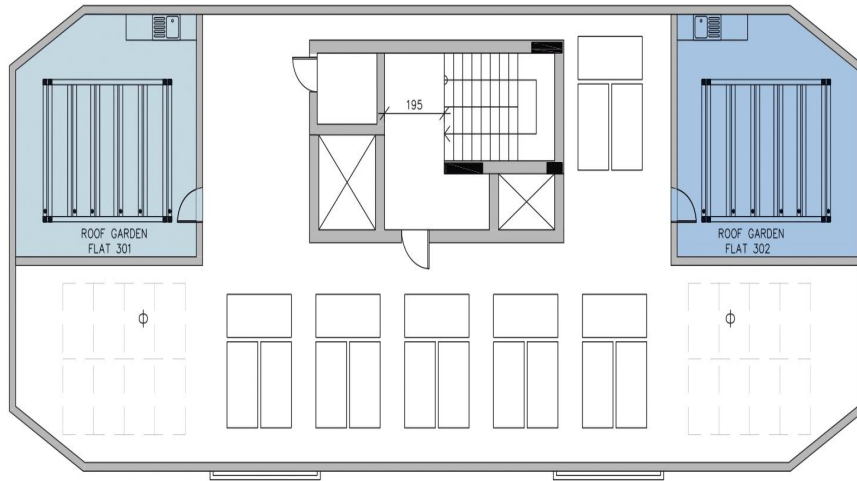 195
ROOF GARDEN
FLAT 301
ROOF GARDEN
FLAT 302